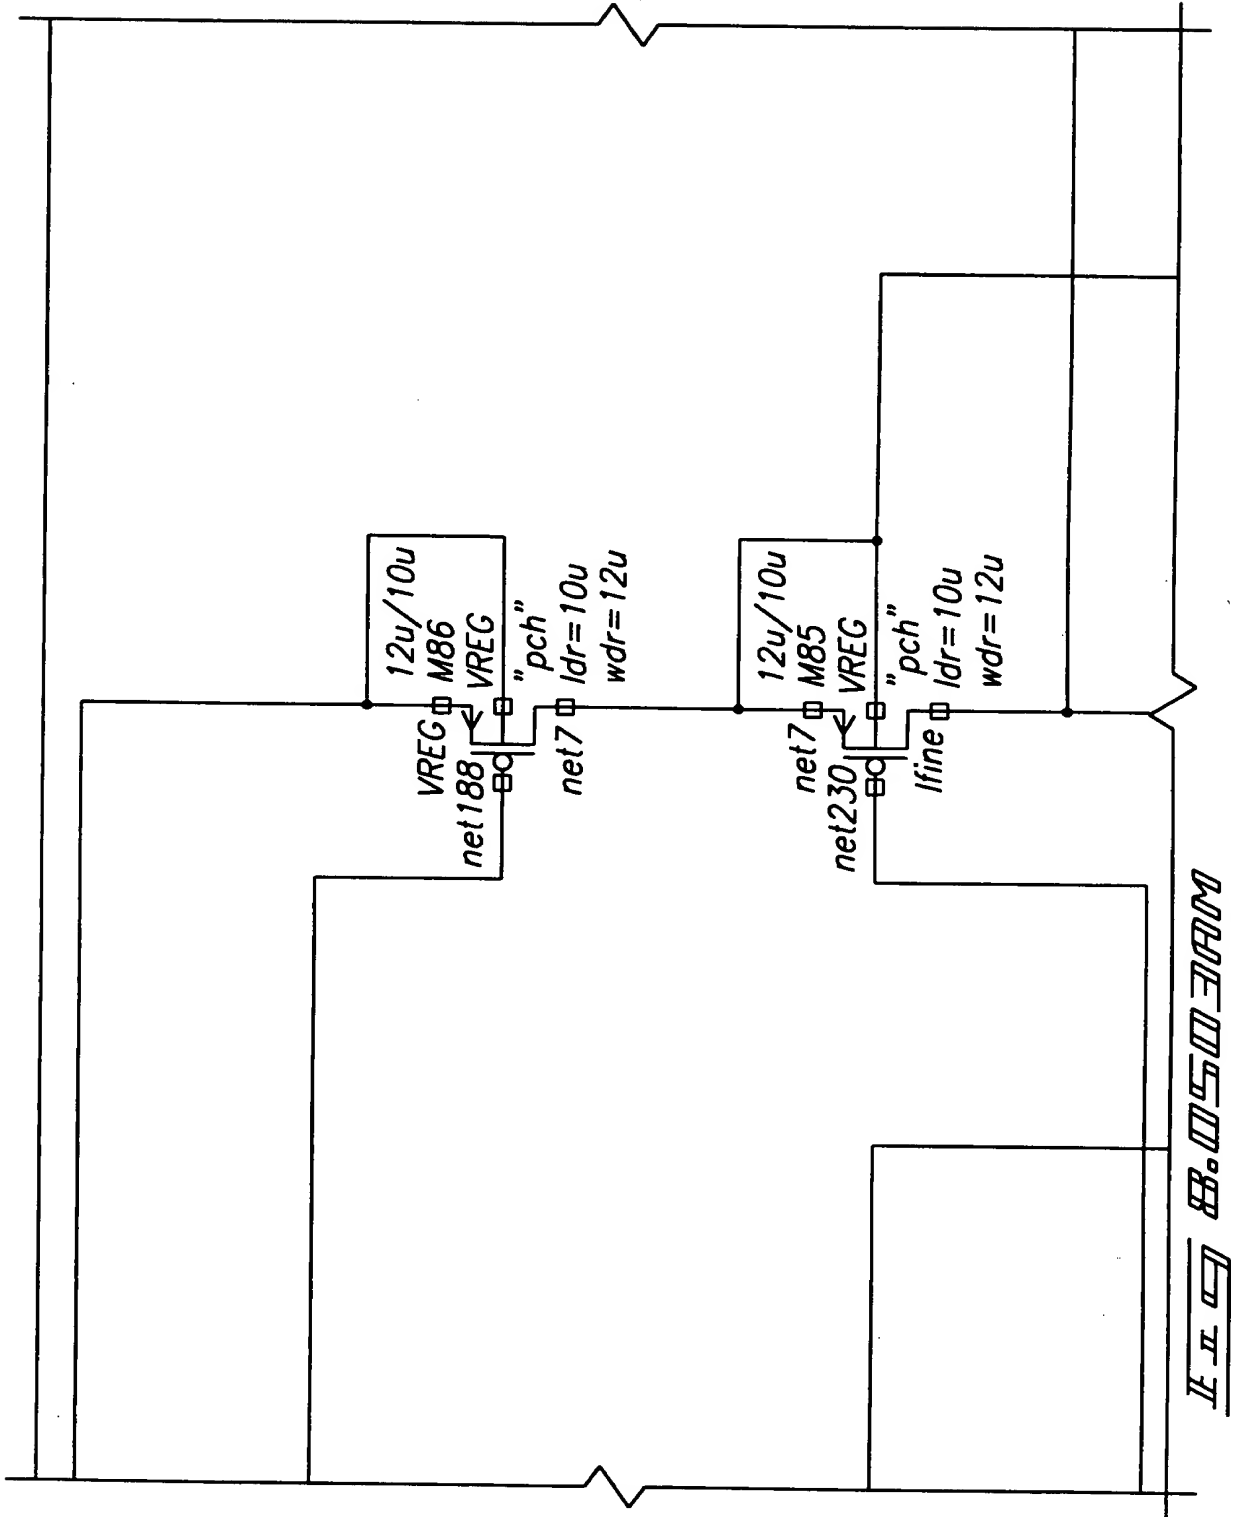 12u/10u
M86
VREG
VREG
net188
"pch"
ldr=10u
wdr=12u
net7
12u/10u
M85
VREG
net7
net230
"pch"
ldr=10u
wdr=12u
Ifine
FIG 8.0503AM